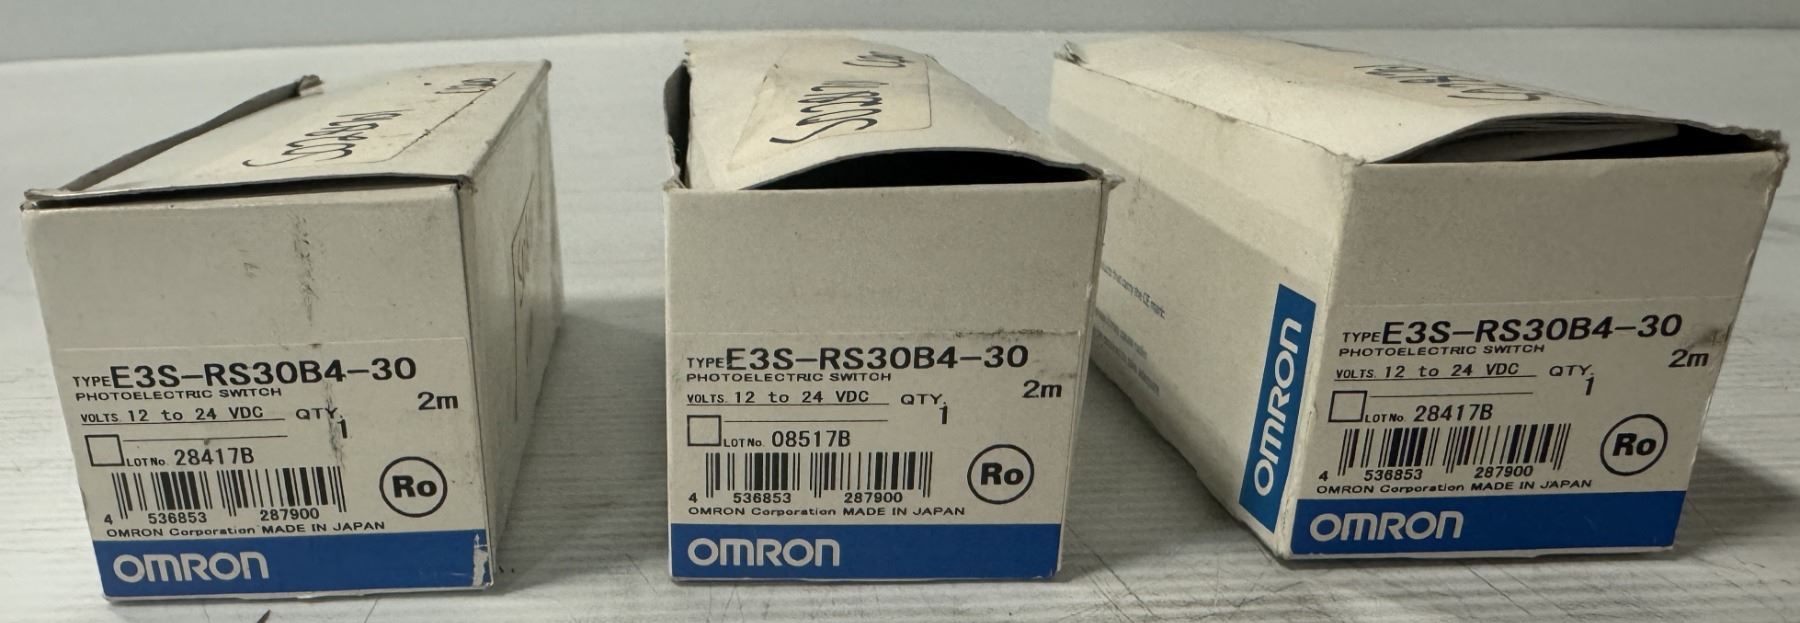 TYPE E3S-RS30B4-30
PHOTOELECTRIC SWITCH
2m
VOLTS. 12 to 24 VDC QTY.
1
LOT No. 28417B
Ro
4 536853 287900
OMRON Corporation MADE IN JAPAN
OMRON
TYPE E3S-RS30B4-30
PHOTOELECTRIC SWITCH
2m
VOLTS. 12 to 24 VDC QTY.
1
LOT No. 08517B
Ro
4 536853 287900
OMRON Corporation MADE IN JAPAN
OMRON
OMRON
TYPE E3S-RS30B4-30
PHOTOELECTRIC SWITCH
2m
VOLTS. 12 to 24 VDC QTY.
1
LOT No. 28417B
Ro
4 536853 287900
OMRON Corporation MADE IN JAPAN
OMRON